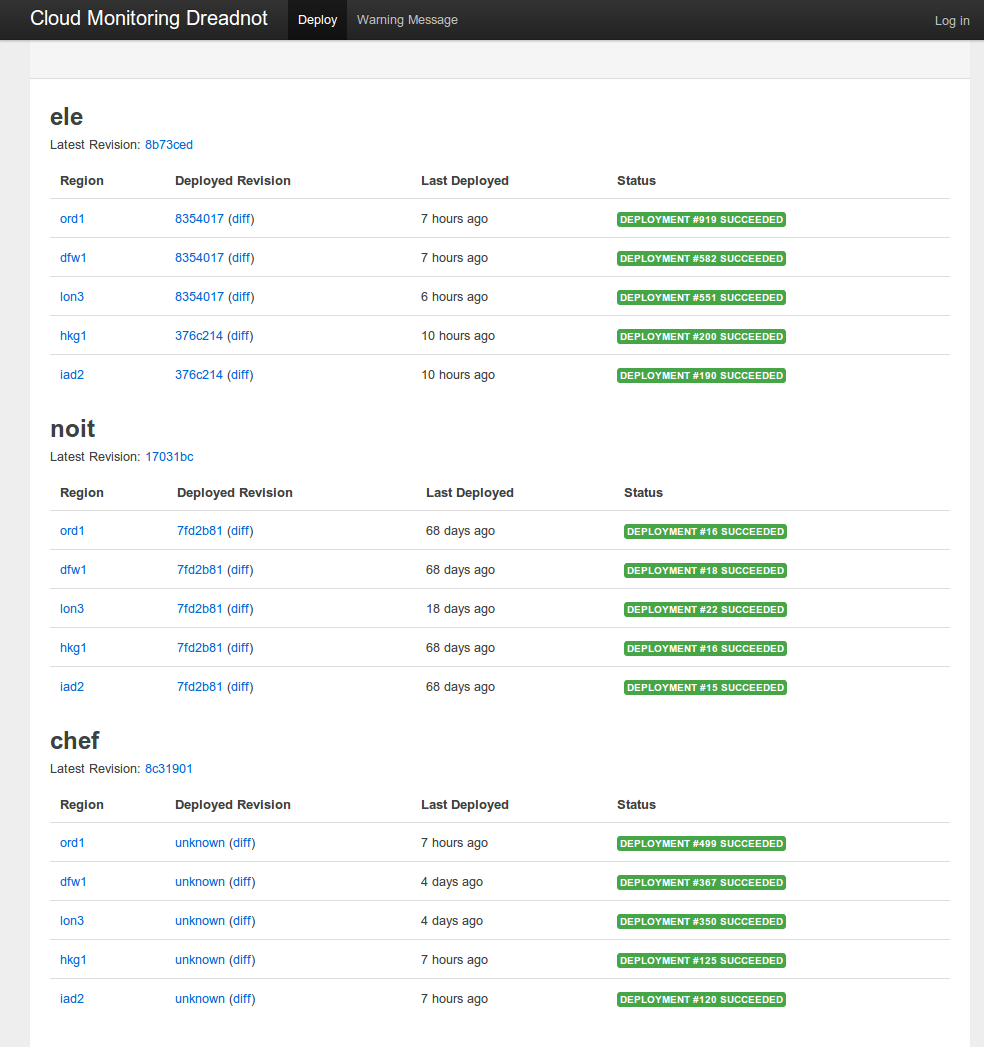 Cloud Monitoring Dreadnot Deploy Warning Message Log in
ele
Latest Revision: 8b73ced
Region Deployed Revision Last Deployed Status
ord1 8354017 (diff) 7 hours ago DEPLOYMENT #919 SUCCEEDED
dfw1 8354017 (diff) 7 hours ago DEPLOYMENT #582 SUCCEEDED
lon3 8354017 (diff) 6 hours ago DEPLOYMENT #551 SUCCEEDED
hkg1 376c214 (diff) 10 hours ago DEPLOYMENT #200 SUCCEEDED
iad2 376c214 (diff) 10 hours ago DEPLOYMENT #190 SUCCEEDED
noit
Latest Revision: 17031bc
Region Deployed Revision Last Deployed Status
ord1 7fd2b81 (diff) 68 days ago DEPLOYMENT #16 SUCCEEDED
dfw1 7fd2b81 (diff) 68 days ago DEPLOYMENT #18 SUCCEEDED
lon3 7fd2b81 (diff) 18 days ago DEPLOYMENT #22 SUCCEEDED
hkg1 7fd2b81 (diff) 68 days ago DEPLOYMENT #16 SUCCEEDED
iad2 7fd2b81 (diff) 68 days ago DEPLOYMENT #15 SUCCEEDED
chef
Latest Revision: 8c31901
Region Deployed Revision Last Deployed Status
ord1 unknown (diff) 7 hours ago DEPLOYMENT #499 SUCCEEDED
dfw1 unknown (diff) 4 days ago DEPLOYMENT #367 SUCCEEDED
lon3 unknown (diff) 4 days ago DEPLOYMENT #350 SUCCEEDED
hkg1 unknown (diff) 7 hours ago DEPLOYMENT #125 SUCCEEDED
iad2 unknown (diff) 7 hours ago DEPLOYMENT #120 SUCCEEDED